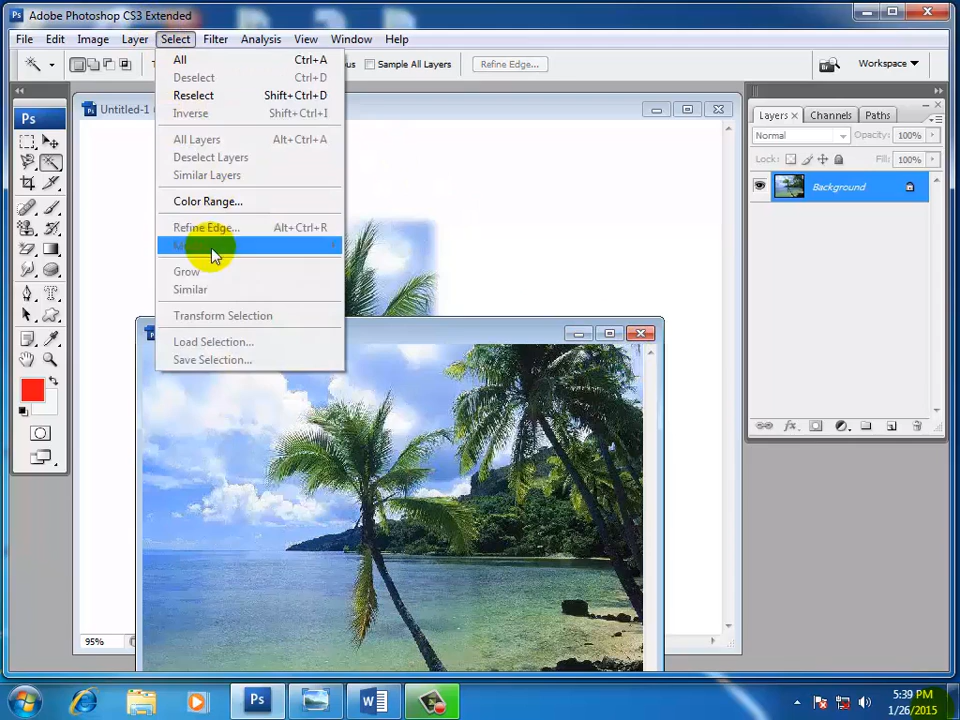 Ps Adobe Photoshop CS3 Extended
File Edit Image Layer Select Filter Analysis View Window Help
Sample All Layers Refine Edge... Workspace
All Ctrl+A
Deselect Ctrl+D
Reselect Shift+Ctrl+D
Inverse Shift+Ctrl+I
All Layers Alt+Ctrl+A
Deselect Layers
Similar Layers
Color Range...
Refine Edge... Alt+Ctrl+R
Grow
Similar
Transform Selection
Load Selection...
Save Selection...
Ps
Untitled-1
95%
Layers × Channels Paths
Normal Opacity: 100%
Lock: Fill: 100%
Background
Ps
5:39 PM
1/26/2015